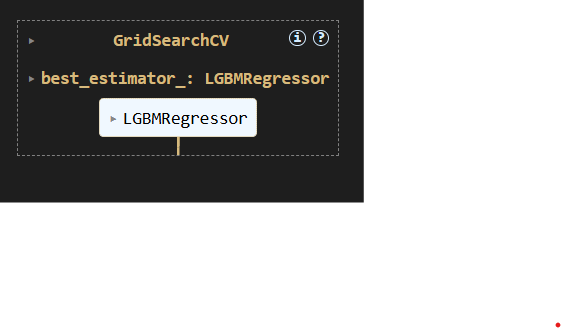 ▸ GridSearchCV i ?
▸ best_estimator_: LGBMRegressor
▸ LGBMRegressor